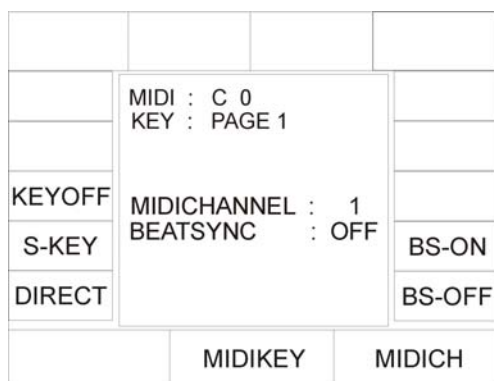 MIDI : C 0
KEY : PAGE 1
KEYOFF
MIDICHANNEL : 1
S-KEY
BEATSYNC : OFF
BS-ON
DIRECT
BS-OFF
MIDIKEY
MIDICH